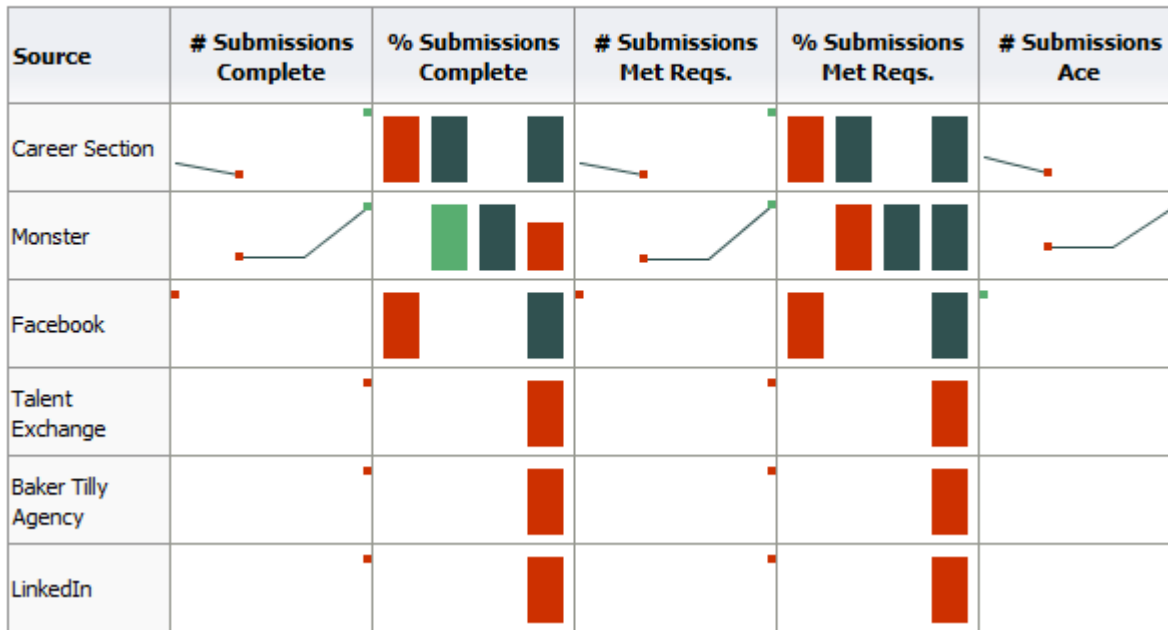 Source
# Submissions
Complete
% Submissions
Complete
# Submissions
Met Reqs.
% Submissions
Met Reqs.
# Submissions
Ace
Career Section
Monster
Facebook
Talent
Exchange
Baker Tilly
Agency
LinkedIn